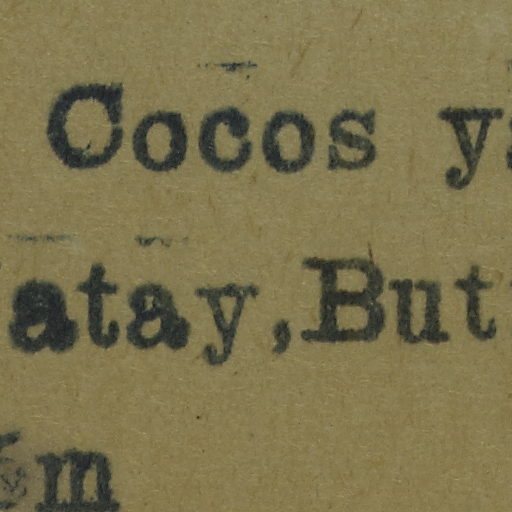 Cocos
atay, But
m